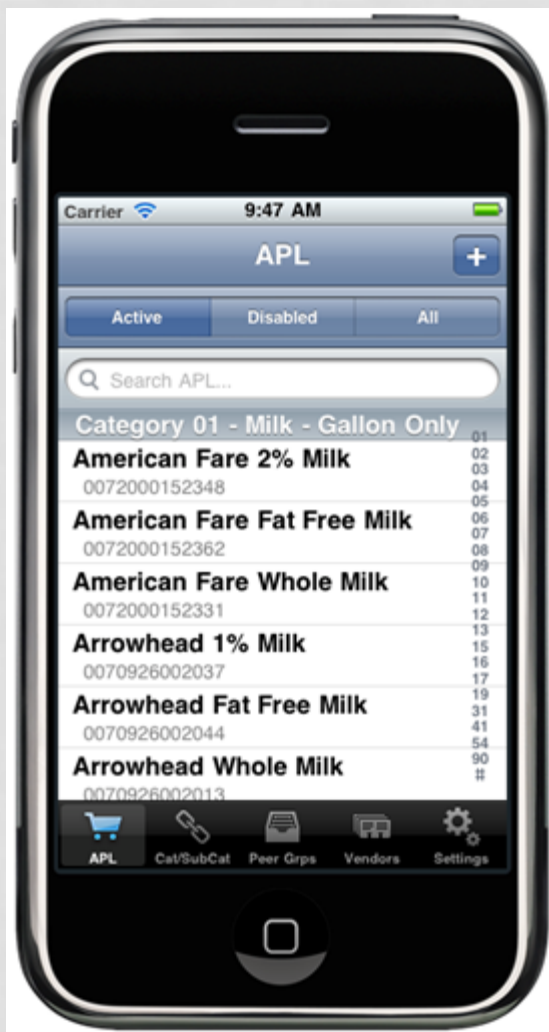 Carrier 9:47 AM
APL +
Active Disabled All
Search APL...
Category 01 - Milk - Gallon Only
American Fare 2% Milk
0072000152348
American Fare Fat Free Milk
0072000152362
American Fare Whole Milk
0072000152331
Arrowhead 1% Milk
0070926002037
Arrowhead Fat Free Milk
0070926002044
Arrowhead Whole Milk
0070926002013
01
02
03
04
05
06
07
08
09
10
11
12
13
15
16
17
19
31
41
54
90
#
APL Cat/SubCat Peer Grps Vendors Settings